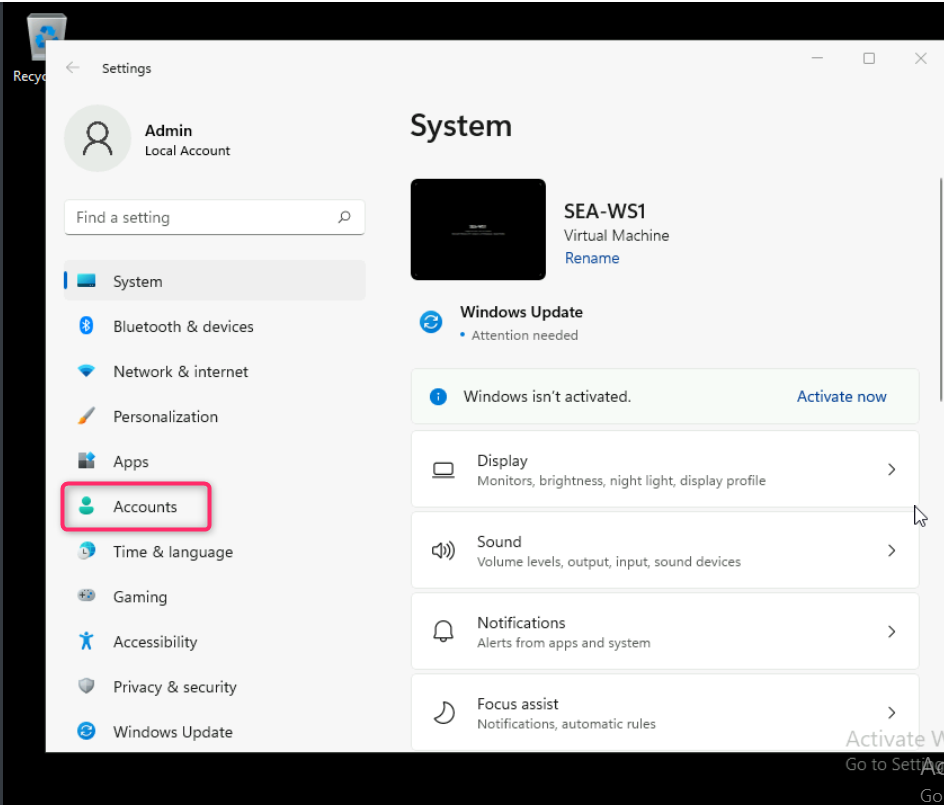 Recyc
Settings
Admin
Local Account
Find a setting
System
Bluetooth & devices
Network & internet
Personalization
Apps
Accounts
Time & language
Gaming
Accessibility
Privacy & security
Windows Update
System
SEA-WS1
SEA-WS1
Virtual Machine
Rename
Windows Update
Attention needed
Windows isn't activated.
Activate now
Display
Monitors, brightness, night light, display profile
Sound
Volume levels, output, input, sound devices
Notifications
Alerts from apps and system
Focus assist
Notifications, automatic rules
Activate W
Go to Setting
Ac
Go